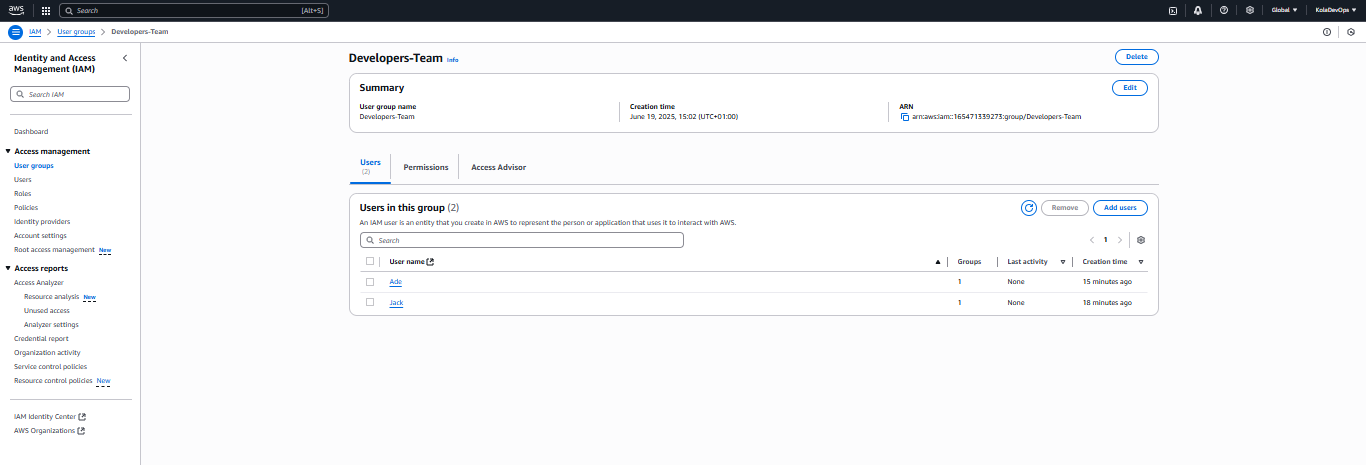 aws
Search [Alt+S]
Global KoleDevOps
IAM > User groups > Developers-Team
Identity and Access
Management (IAM)
Search IAM
Dashboard
Access management
User groups
Users
Roles
Policies
Identity providers
Account settings
Root access management New
Access reports
Access Analyzer
Resource analysis New
Unused access
Analyzer settings
Credential report
Organization activity
Service control policies
Resource control policies New
IAM Identity Center
AWS Organizations
Developers-Team Info
Delete
Summary
Edit
User group name
Developers-Team
Creation time
June 19, 2025, 15:02 (UTC+01:00)
ARN
arn:aws:iam::165471339273:group/Developers-Team
Users
(2)
Permissions
Access Advisor
Users in this group (2)
Remove
Add users
An IAM user is an entity that you create in AWS to represent the person or application that uses it to interact with AWS.
Search
1
User name Groups Last activity Creation time
Ade 1 None 15 minutes ago
Jack 1 None 18 minutes ago